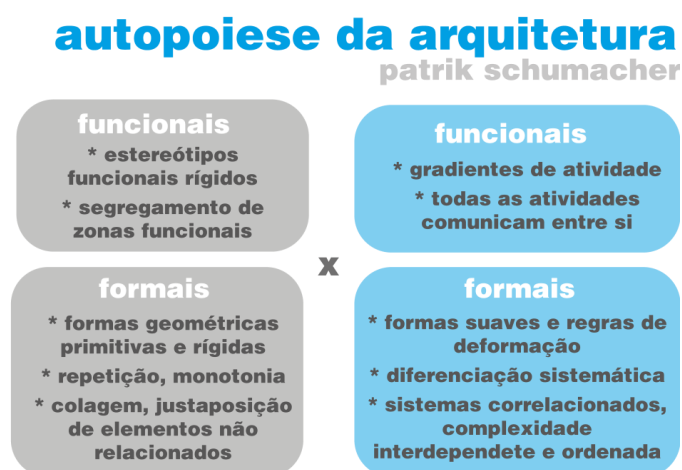 autopoiese da arquitetura
patrik schumacher
funcionais
* estereótipos
funcionais rígidos
* segregamento de
zonas funcionais
funcionais
* gradientes de atividade
* todas as atividades
comunicam entre si
x
formais
* formas geométricas
primitivas e rígidas
* repetição, monotonia
* colagem, justaposição
de elementos não
relacionados
formais
* formas suaves e regras de
deformação
* diferenciação sistemática
* sistemas correlacionados,
complexidade
interdependete e ordenada